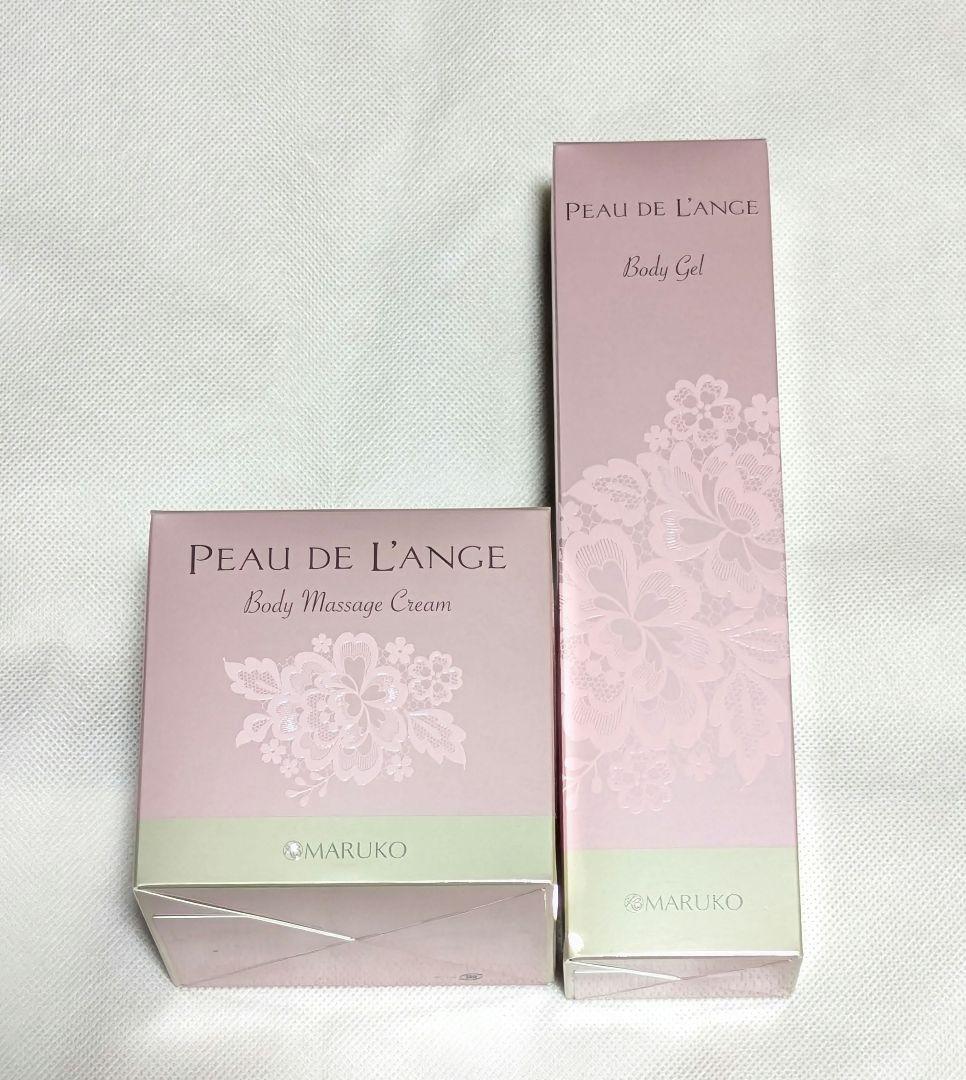 PEAU DE L'ANGE
Body Massage Cream
MARUKO
PEAU DE L'ANGE
Body Gel
MARUKO